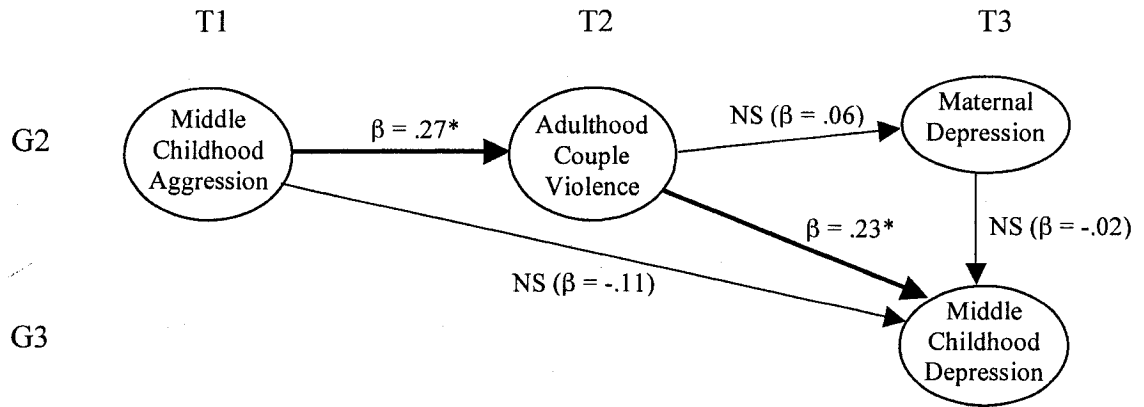 T1
T2
T3
G2
Middle
Childhood
Aggression
β = .27*
Adulthood
Couple
Violence
NS (β = .06)
Maternal
Depression
β = .23*
NS (β = -.02)
NS (β = -.11)
G3
Middle
Childhood
Depression